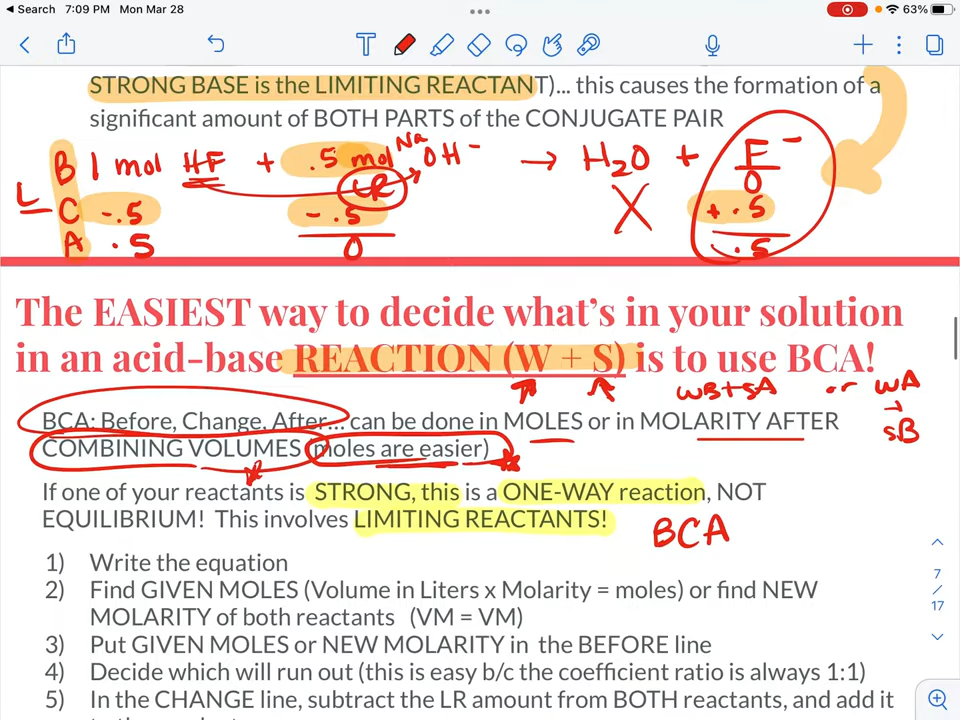 Search 7:09 PM Mon Mar 28 63%
STRONG BASE is the LIMITING REACTANT)... this causes the formation of a
significant amount of BOTH PARTS of the CONJUGATE PAIR
B 1 mol HF + .5 mol Na OH⁻ → H₂O + F⁻
LR 0
L C -.5 -.5 X +.5
A .5 0 .5
The EASIEST way to decide what's in your solution
in an acid-base REACTION (W + S) is to use BCA!
WB+SA or WA
BCA: Before, Change, After... can be done in MOLES or in MOLARITY AFTER
+ SB
COMBINING VOLUMES (moles are easier)
If one of your reactants is STRONG, this is a ONE-WAY reaction, NOT
EQUILIBRIUM! This involves LIMITING REACTANTS!
BCA
1) Write the equation
2) Find GIVEN MOLES (Volume in Liters x Molarity = moles) or find NEW
MOLARITY of both reactants (VM = VM)
3) Put GIVEN MOLES or NEW MOLARITY in the BEFORE line
4) Decide which will run out (this is easy b/c the coefficient ratio is always 1:1)
5) In the CHANGE line, subtract the LR amount from BOTH reactants, and add it
7
/
17